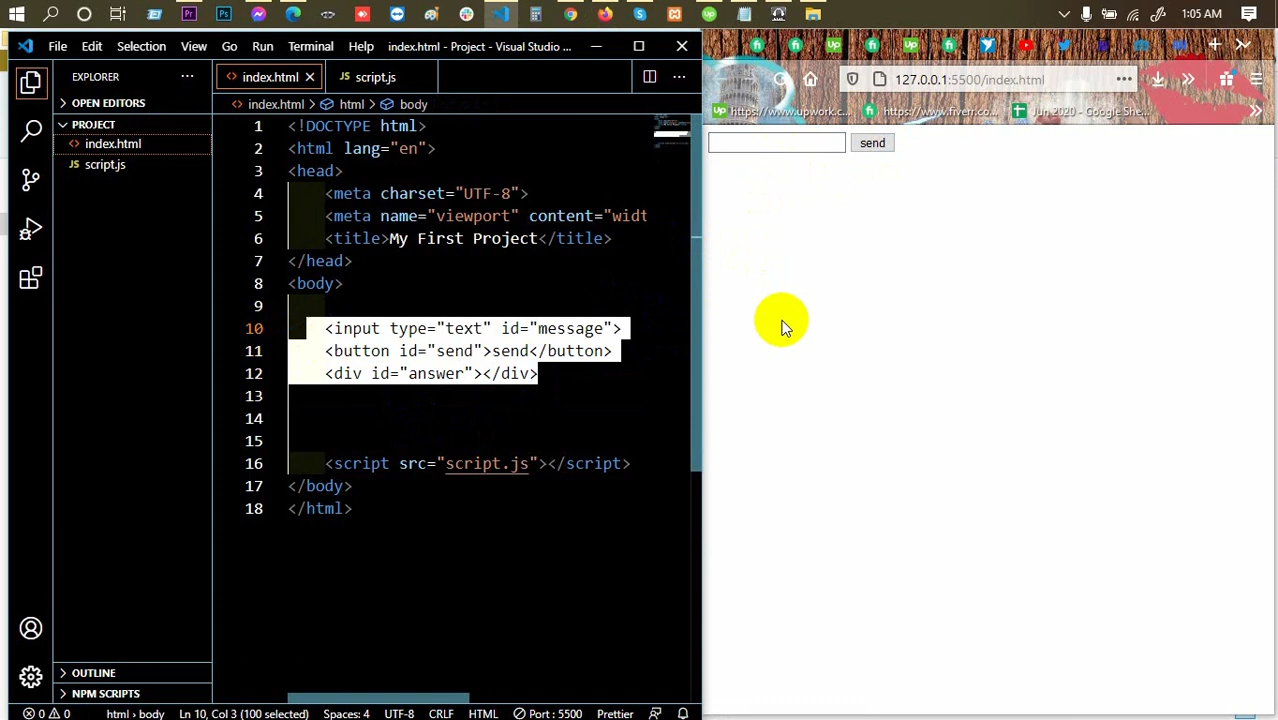 1:05 AM
File Edit Selection View Go Run Terminal Help index.html - Project - Visual Studio ...
EXPLORER
OPEN EDITORS
PROJECT
index.html
script.js
OUTLINE
NPM SCRIPTS
index.html script.js
index.html html body
1 <!DOCTYPE html>
2 <html lang="en">
3 <head>
4 <meta charset="UTF-8">
5 <meta name="viewport" content="widt
6 <title>My First Project</title>
7 </head>
8 <body>
9
10 <input type="text" id="message">
11 <button id="send">send</button>
12 <div id="answer"></div>
13
14
15
16 <script src="script.js"></script>
17 </body>
18 </html>
0 0 html › body Ln 10, Col 3 (100 selected) Spaces: 4 UTF-8 CRLF HTML Port : 5500 Prettier
127.0.0.1:5500/index.html
https://www.upwork.c... https://www.fiverr.co... Jun 2020 - Google She...
send